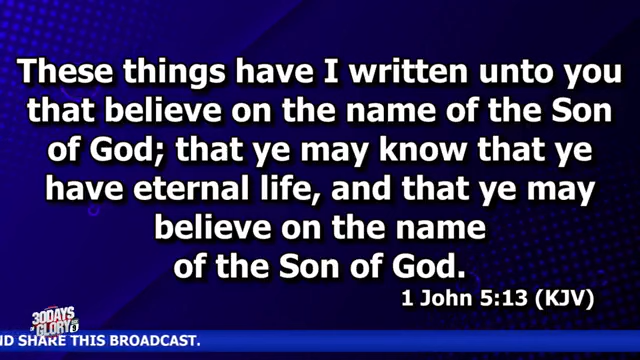 These things have I written unto you
that believe on the name of the Son
of God; that ye may know that ye
have eternal life, and that ye may
believe on the name
of the Son of God.
1 John 5:13 (KJV)
30DAYS
OF GLORY
ND SHARE THIS BROADCAST.